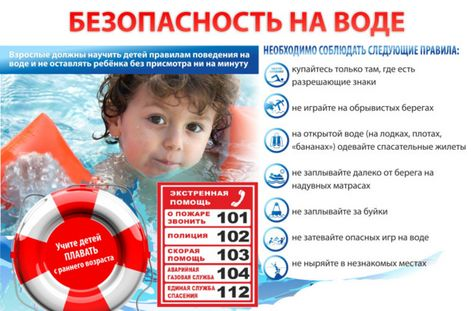 БЕЗОПАСНОСТЬ НА ВОДЕ
Взрослые должны научить детей правилам поведения на
воде и не оставлять ребёнка без присмотра ни на минуту
НЕОБХОДИМО СОБЛЮДАТЬ СЛЕДУЮЩИЕ ПРАВИЛА:
купайтесь только там, где есть
разрешающие знаки
не играйте на обрывистых берегах
на открытой воде (на лодках, плотах,
«бананах») одевайте спасательные жилеты
не заплывайте далеко от берега на
надувных матрасах
не заплывайте за буйки
не затевайте опасных игр на воде
не ныряйте в незнакомых местах
Учите детей
ПЛАВАТЬ
с раннего возраста
ЭКСТРЕННАЯ
ПОМОЩЬ
О ПОЖАРЕ
ЗВОНИТЬ 101
ПОЛИЦИЯ 102
СКОРАЯ
ПОМОЩЬ 103
АВАРИЙНАЯ
ГАЗОВАЯ СЛУЖБА 104
ЕДИНАЯ СЛУЖБА
СПАСЕНИЯ 112